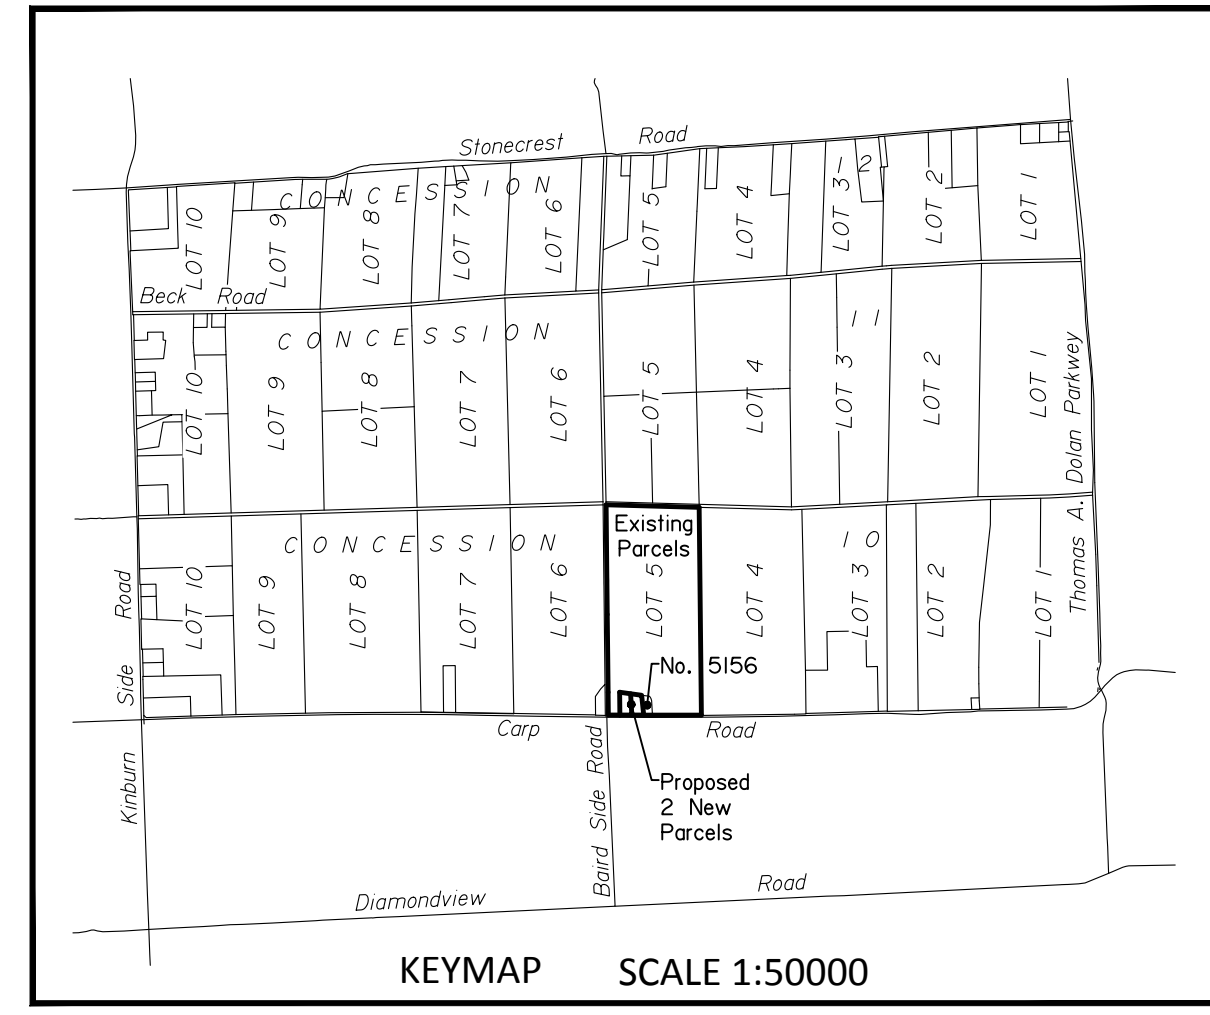 Stonecrest Road
CONCESSION 12
LOT 10
LOT 9
LOT 8
LOT 7
LOT 6
LOT 5
LOT 4
LOT 3
LOT 2
LOT 1
Beck Road
CONCESSION 11
LOT 10
LOT 9
LOT 8
LOT 7
LOT 6
LOT 5
LOT 4
LOT 3
LOT 2
LOT 1
Thomas A. Dolan Parkwey
Existing
Parcels
CONCESSION 10
LOT 10
LOT 9
LOT 8
LOT 7
LOT 6
LOT 5
LOT 4
LOT 3
LOT 2
LOT 1
No. 5156
Kinburn Side Road
Carp Road
Baird Side Road
Proposed
2 New
Parcels
Diamondview Road
KEYMAP SCALE 1:50000